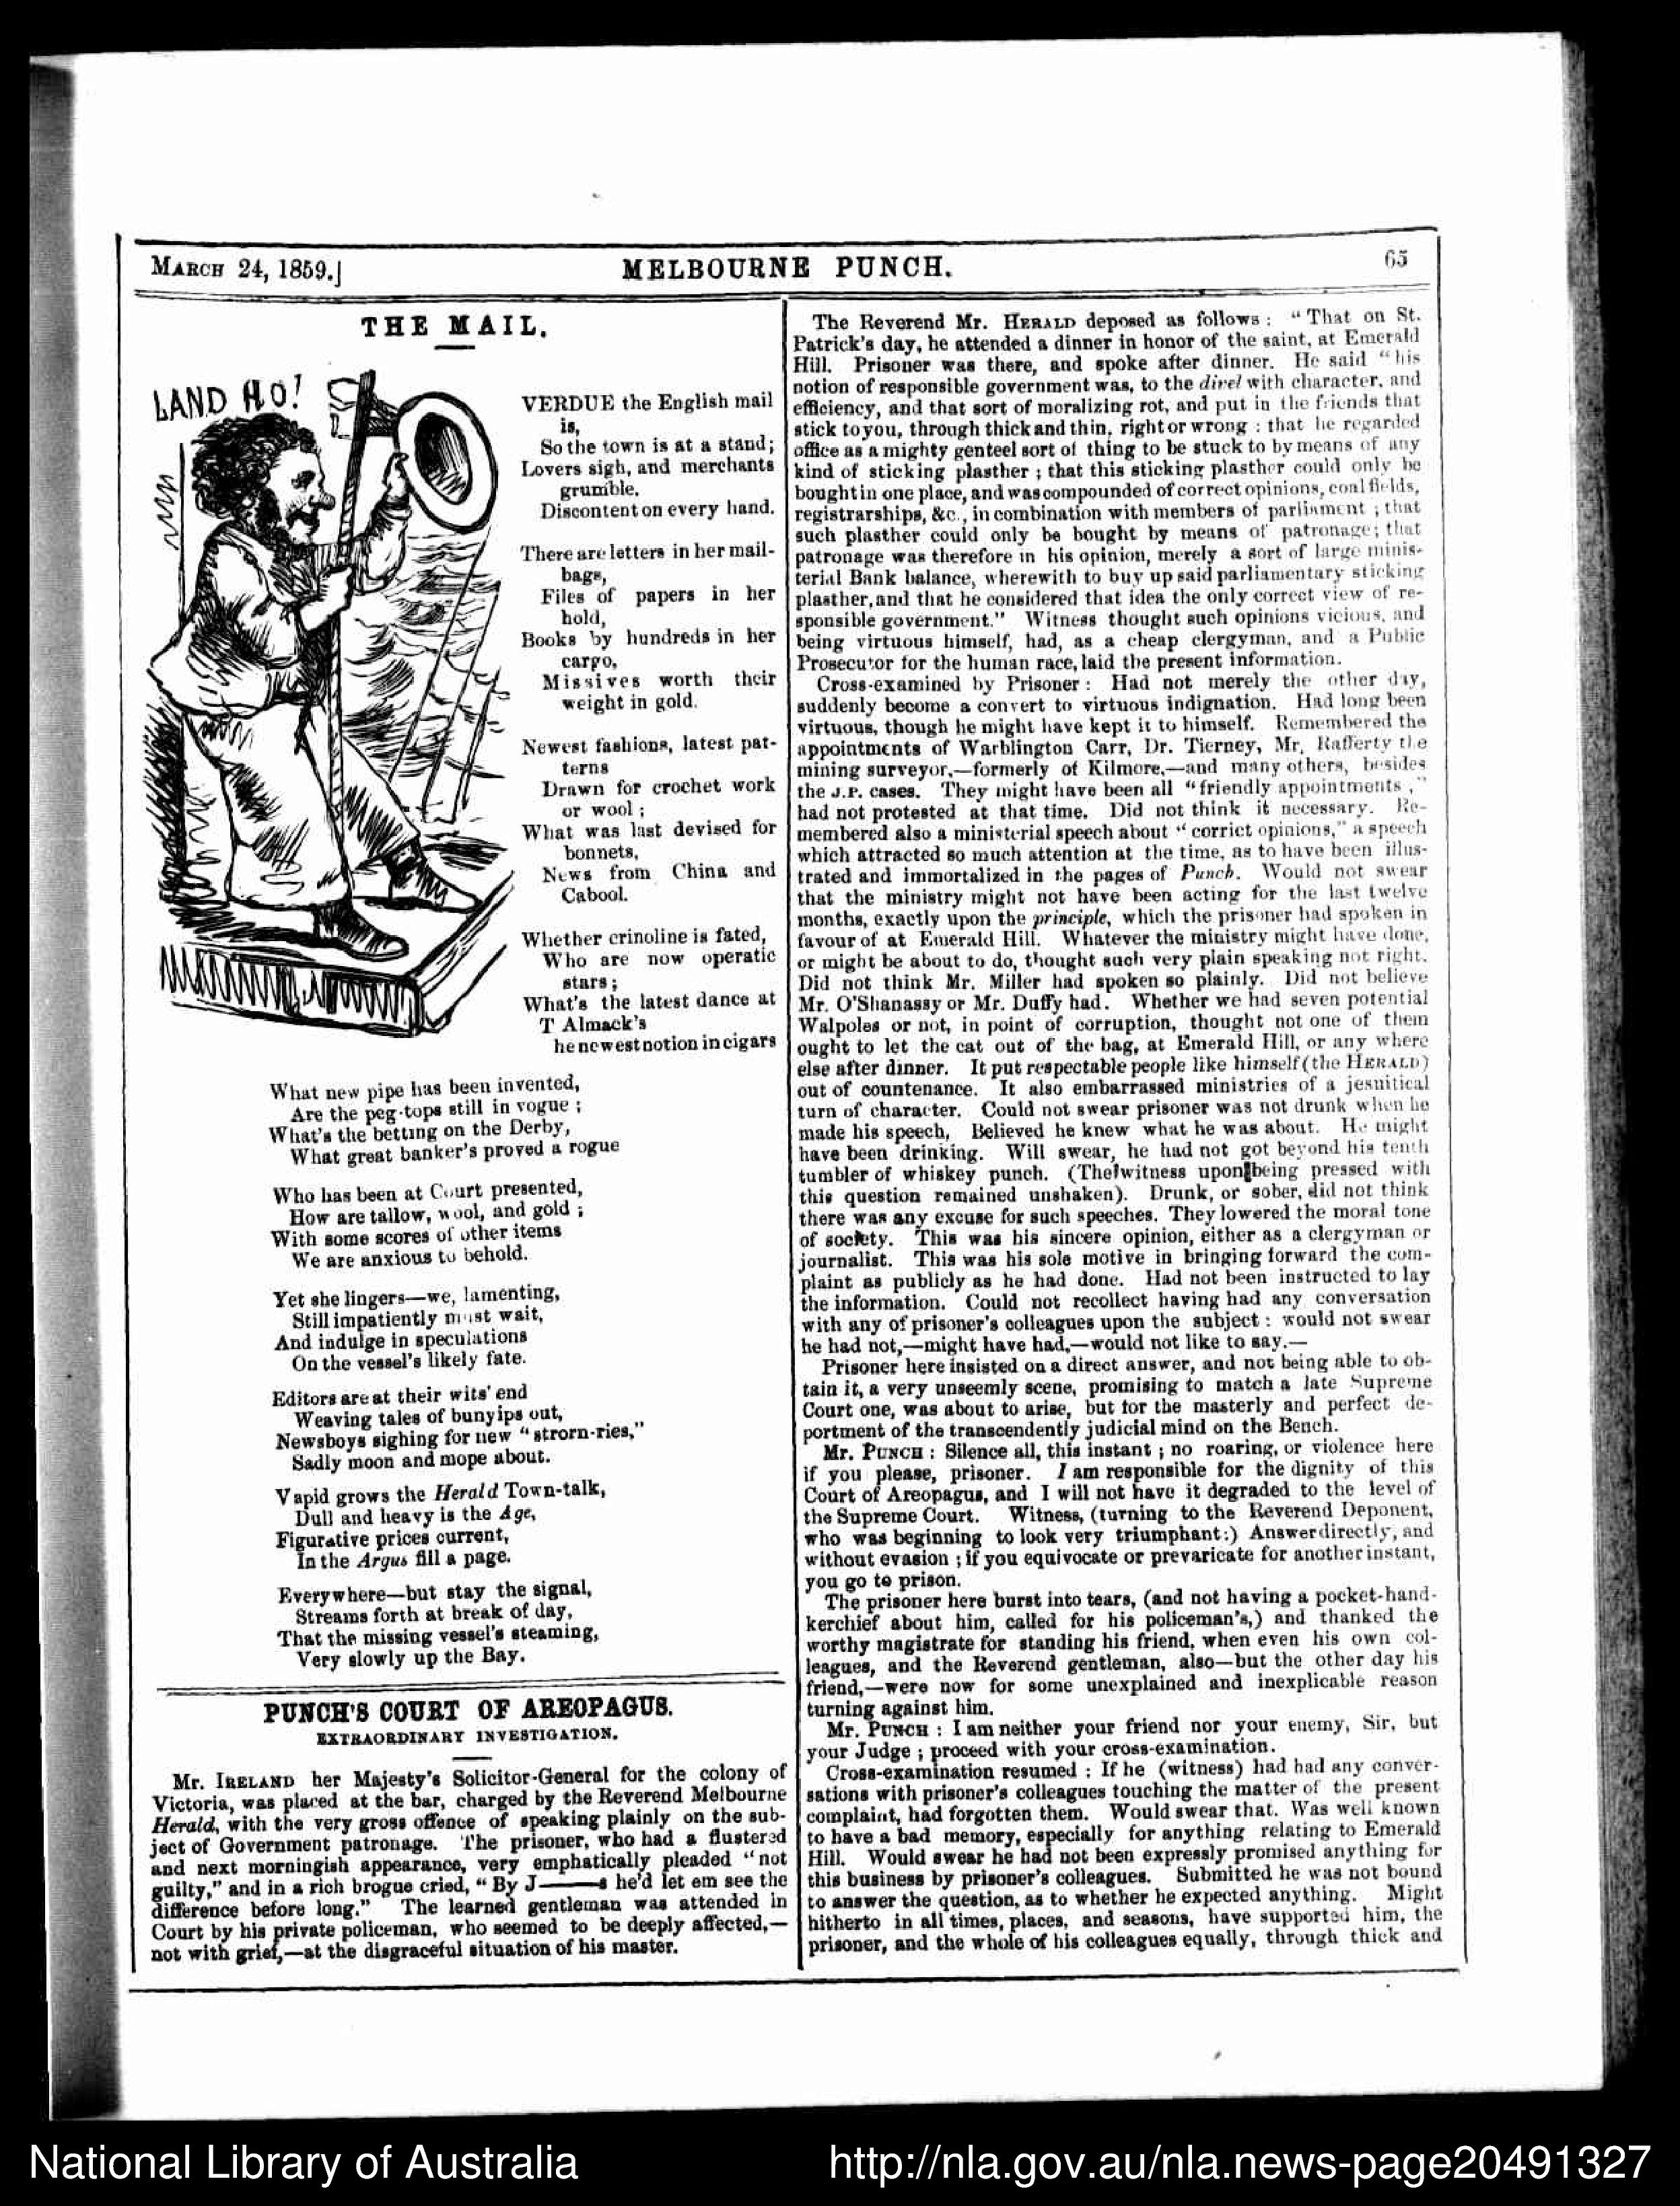 MARCH 24, 1859.]
MELBOURNE PUNCH.
65
THE MAIL.
LAND HO!
VERDUE the English mail
is,
So the town is at a stand;
Lovers sigh, and merchants
grumble,
Discontent on every hand.
There are letters in her mail-
bags,
Files of papers in her
hold,
Books by hundreds in her
cargo,
Missives worth their
weight in gold.
Newest fashions, latest pat-
terns
Drawn for crochet work
or wool;
What was last devised for
bonnets,
News from China and
Cabool.
Whether crinoline is fated,
Who are now operatic
stars;
What's the latest dance at
T Almack's
he newest notion in cigars
What new pipe has been invented,
Are the peg-tops still in vogue;
What's the betting on the Derby,
What great banker's proved a rogue
Who has been at Court presented,
How are tallow, wool, and gold;
With some scores of other items
We are anxious to behold.
Yet she lingers—we, lamenting,
Still impatiently must wait,
And indulge in speculations
On the vessel's likely fate.
Editors are at their wits' end
Weaving tales of bunyips out,
Newsboys sighing for new "strorn-ries,"
Sadly moon and mope about.
Vapid grows the Herald Town-talk,
Dull and heavy is the Age,
Figurative prices current,
In the Argus fill a page.
Everywhere—but stay the signal,
Streams forth at break of day,
That the missing vessel's steaming,
Very slowly up the Bay.
PUNCH'S COURT OF AREOPAGUS.
EXTRAORDINARY INVESTIGATION.
Mr. IRELAND her Majesty's Solicitor-General for the colony of
Victoria, was placed at the bar, charged by the Reverend Melbourne
Herald, with the very gross offence of speaking plainly on the sub-
ject of Government patronage. The prisoner, who had a flustered
and next morningish appearance, very emphatically pleaded "not
guilty," and in a rich brogue cried, "By J———s he'd let em see the
difference before long." The learned gentleman was attended in
Court by his private policeman, who seemed to be deeply affected,—
not with grief,—at the disgraceful situation of his master.
The Reverend Mr. HERALD deposed as follows: "That on St.
Patrick's day, he attended a dinner in honor of the saint, at Emerald
Hill. Prisoner was there, and spoke after dinner. He said "his
notion of responsible government was, to the divel with character, and
efficiency, and that sort of moralizing rot, and put in the friends that
stick to you, through thick and thin, right or wrong: that he regarded
office as a mighty genteel sort of thing to be stuck to by means of any
kind of sticking plasther; that this sticking plasther could only be
bought in one place, and was compounded of correct opinions, coal fields,
registrarships, &c., in combination with members of parliament; that
such plasther could only be bought by means of patronage; that
patronage was therefore in his opinion, merely a sort of large minis-
terial Bank balance, wherewith to buy up said parliamentary sticking
plasther, and that he considered that idea the only correct view of re-
sponsible government." Witness thought such opinions vicious, and
being virtuous himself, had, as a cheap clergyman, and a Public
Prosecutor for the human race, laid the present information.
Cross-examined by Prisoner: Had not merely the other day,
suddenly become a convert to virtuous indignation. Had long been
virtuous, though he might have kept it to himself. Remembered the
appointments of Warblington Carr, Dr. Tierney, Mr. Rafferty the
mining surveyor,—formerly of Kilmore,—and many others, besides
the J.P. cases. They might have been all "friendly appointments,"
had not protested at that time. Did not think it necessary. Re-
membered also a ministerial speech about "corrict opinions," a speech
which attracted so much attention at the time, as to have been illus-
trated and immortalized in the pages of Punch. Would not swear
that the ministry might not have been acting for the last twelve
months, exactly upon the principle, which the prisoner had spoken in
favour of at Emerald Hill. Whatever the ministry might have done,
or might be about to do, thought such very plain speaking not right.
Did not think Mr. Miller had spoken so plainly. Did not believe
Mr. O'Shanassy or Mr. Duffy had. Whether we had seven potential
Walpoles or not, in point of corruption, thought not one of them
ought to let the cat out of the bag, at Emerald Hill, or any where
else after dinner. It put respectable people like himself (the HERALD)
out of countenance. It also embarrassed ministries of a jesuitical
turn of character. Could not swear prisoner was not drunk when he
made his speech, Believed he knew what he was about. He might
have been drinking. Will swear, he had not got beyond his tenth
tumbler of whiskey punch. (The witness upon being pressed with
this question remained unshaken). Drunk, or sober, did not think
there was any excuse for such speeches. They lowered the moral tone
of society. This was his sincere opinion, either as a clergyman or
journalist. This was his sole motive in bringing forward the com-
plaint as publicly as he had done. Had not been instructed to lay
the information. Could not recollect having had any conversation
with any of prisoner's colleagues upon the subject: would not swear
he had not,—might have had,—would not like to say.—
Prisoner here insisted on a direct answer, and not being able to ob-
tain it, a very unseemly scene, promising to match a late Supreme
Court one, was about to arise, but for the masterly and perfect de-
portment of the transcendently judicial mind on the Bench.
Mr. PUNCH: Silence all, this instant; no roaring, or violence here
if you please, prisoner. I am responsible for the dignity of this
Court of Areopagus, and I will not have it degraded to the level of
the Supreme Court. Witness, (turning to the Reverend Deponent,
who was beginning to look very triumphant:) Answer directly, and
without evasion; if you equivocate or prevaricate for another instant,
you go to prison.
The prisoner here burst into tears, (and not having a pocket-hand-
kerchief about him, called for his policeman's,) and thanked the
worthy magistrate for standing his friend, when even his own col-
leagues, and the Reverend gentleman, also—but the other day his
friend,—were now for some unexplained and inexplicable reason
turning against him.
Mr. PUNCH: I am neither your friend nor your enemy, Sir, but
your Judge; proceed with your cross-examination.
Cross-examination resumed: If he (witness) had had any conver-
sations with prisoner's colleagues touching the matter of the present
complaint, had forgotten them. Would swear that. Was well known
to have a bad memory, especially for anything relating to Emerald
Hill. Would swear he had not been expressly promised anything for
this business by prisoner's colleagues. Submitted he was not bound
to answer the question, as to whether he expected anything. Might
hitherto in all times, places, and seasons, have supported him, the
prisoner, and the whole of his colleagues equally, through thick and
National Library of Australia
http://nla.gov.au/nla.news-page20491327